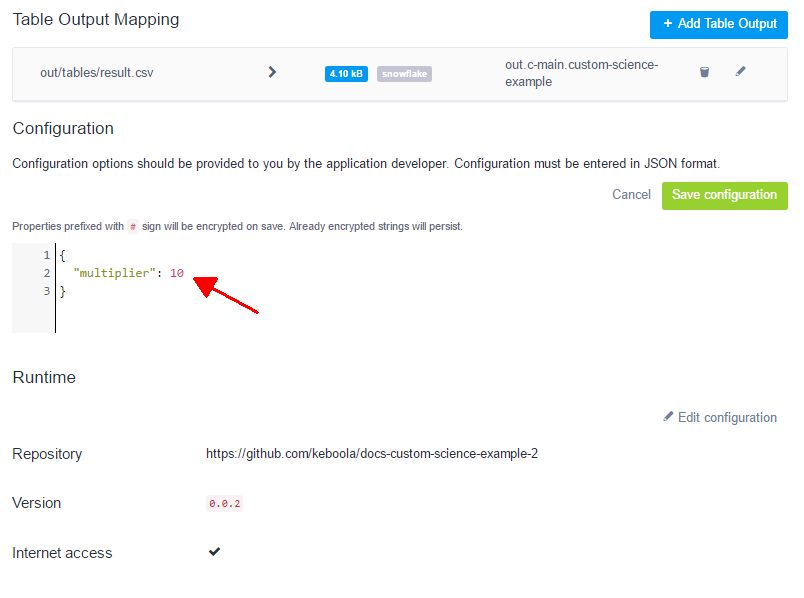 Table Output Mapping
+ Add Table Output
out/tables/result.csv
4.10 kB
snowflake
out.c-main.custom-science-
example
Configuration
Configuration options should be provided to you by the application developer. Configuration must be entered in JSON format.
Cancel
Save configuration
Properties prefixed with # sign will be encrypted on save. Already encrypted strings will persist.
1 {
2 "multiplier": 10
3 }
Runtime
Edit configuration
Repository
https://github.com/keboola/docs-custom-science-example-2
Version
0.0.2
Internet access